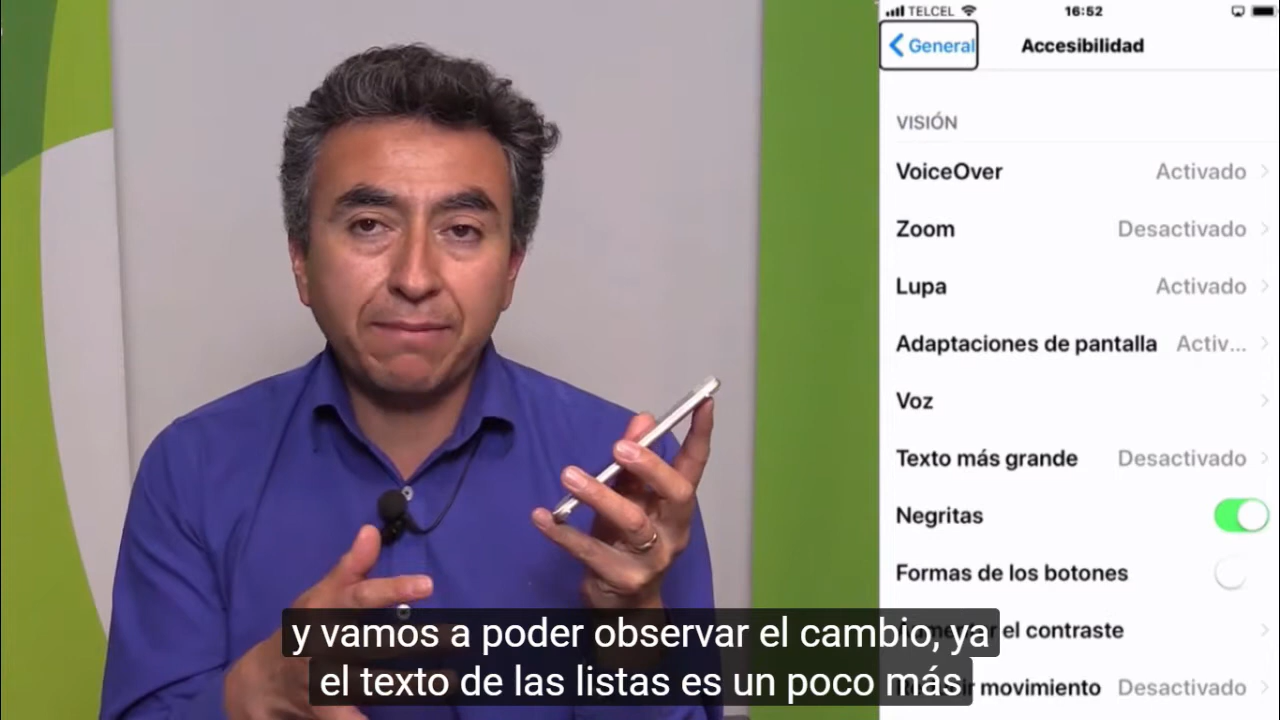 TELCEL 16:52
General Accesibilidad
VISIÓN
VoiceOver Activado
Zoom Desactivado
Lupa Activado
Adaptaciones de pantalla Activ...
Voz
Texto más grande Desactivado
Negritas
Formas de los botones
el contraste
movimiento Desactivado
y vamos a poder observar el cambio, ya
el texto de las listas es un poco más